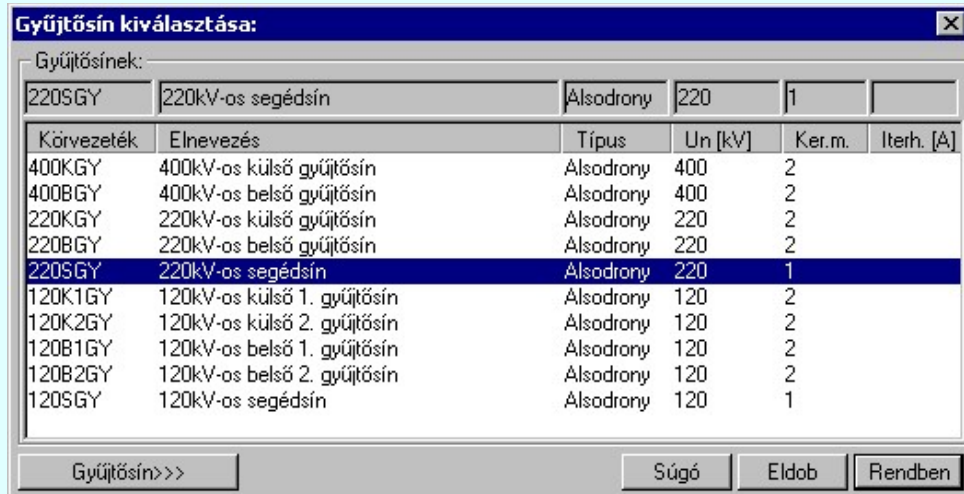 Gyűjtősín kiválasztása:
Gyűjtősínek:
220SGY 220kV-os segédsín Alsodrony 220 1
Körvezeték Elnevezés Típus Un [kV] Ker.m. Iterh. [A]
400KGY 400kV-os külső gyűjtősín Alsodrony 400 2
400BGY 400kV-os belső gyűjtősín Alsodrony 400 2
220KGY 220kV-os külső gyűjtősín Alsodrony 220 2
220BGY 220kV-os belső gyűjtősín Alsodrony 220 2
220SGY 220kV-os segédsín Alsodrony 220 1
120K1GY 120kV-os külső 1. gyűjtősín Alsodrony 120 2
120K2GY 120kV-os külső 2. gyűjtősín Alsodrony 120 2
120B1GY 120kV-os belső 1. gyűjtősín Alsodrony 120 2
120B2GY 120kV-os belső 2. gyűjtősín Alsodrony 120 2
120SGY 120kV-os segédsín Alsodrony 120 1
Gyűjtősín>>> Súgó Eldob Rendben